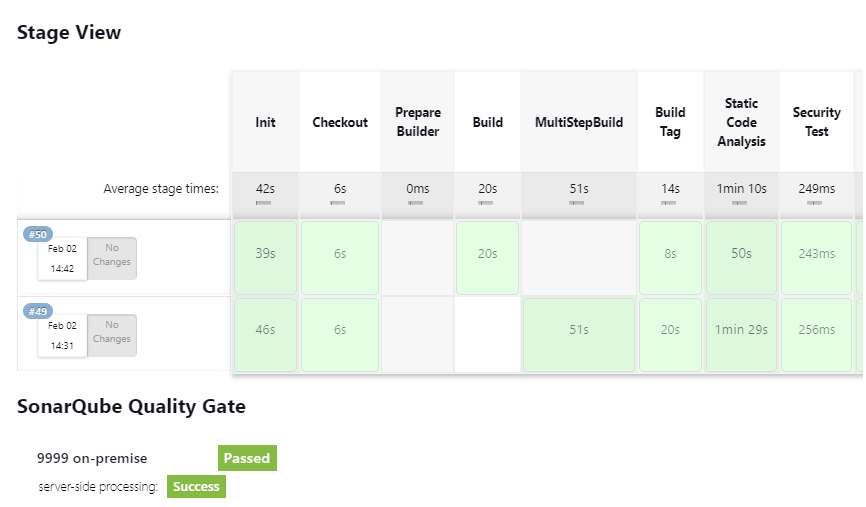 Stage View
Init
Checkout
Prepare
Builder
Build
MultiStepBuild
Build
Tag
Static
Code
Analysis
Security
Test
Average stage times:
42s
6s
0ms
20s
51s
14s
1min 10s
249ms
#50
Feb 02
14:42
No
Changes
39s
6s
20s
8s
50s
243ms
#49
Feb 02
14:31
No
Changes
46s
6s
51s
20s
1min 29s
256ms
SonarQube Quality Gate
9999 on-premise Passed
server-side processing: Success